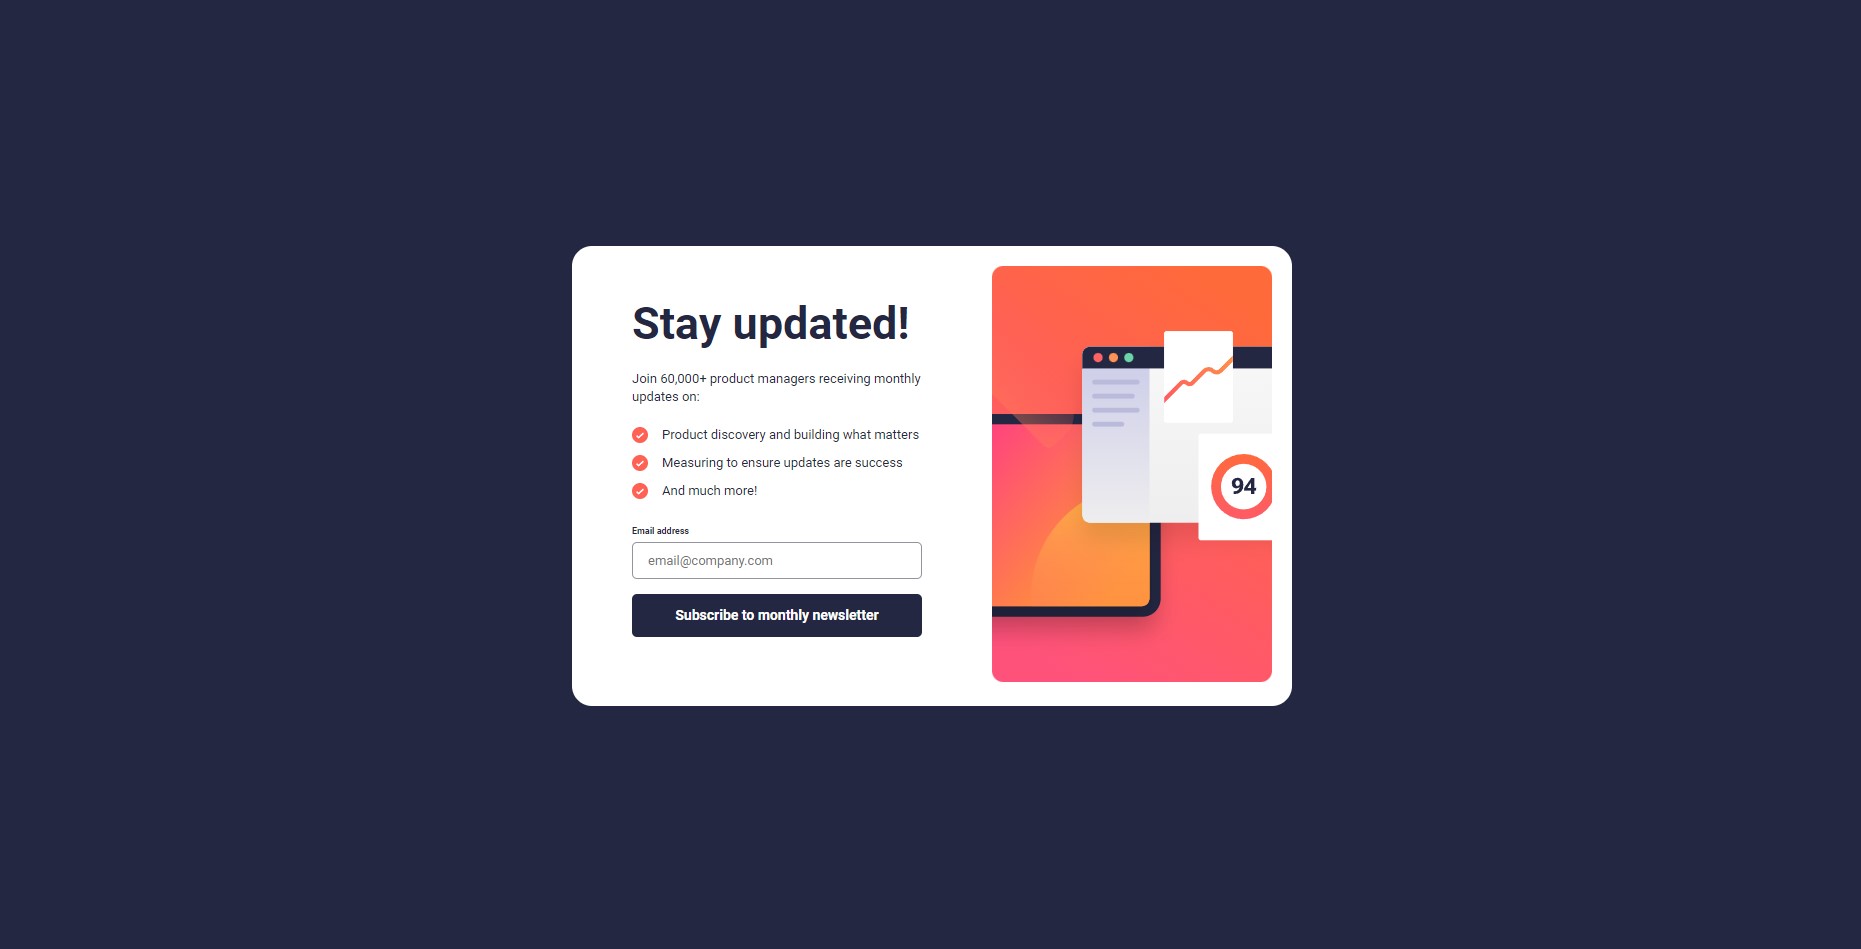 Stay updated!
Join 60,000+ product managers receiving monthly
updates on:
Product discovery and building what matters
Measuring to ensure updates are success
And much more!
Email address
email@company.com
Subscribe to monthly newsletter
94